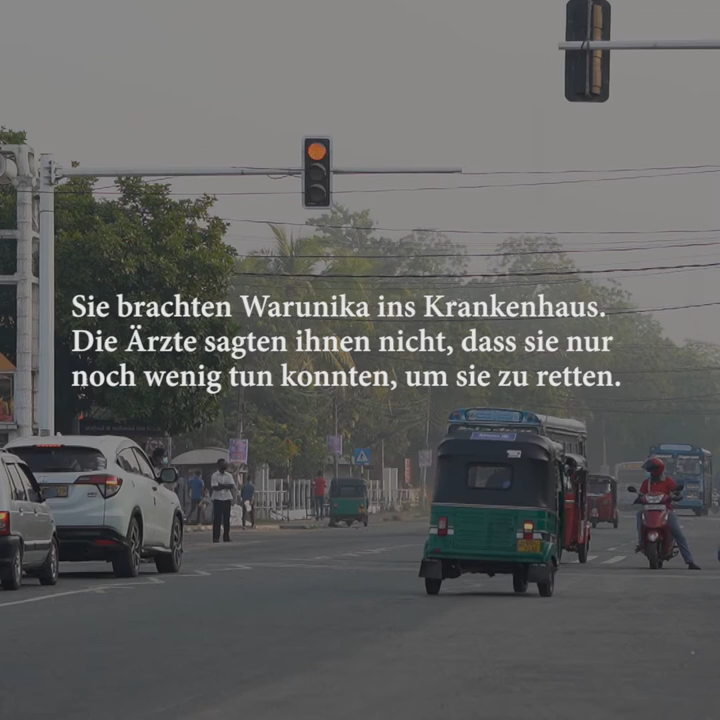 Sie brachten Warunika ins Krankenhaus.
Die Ärzte sagten ihnen nicht, dass sie nur
noch wenig tun konnten, um sie zu retten.